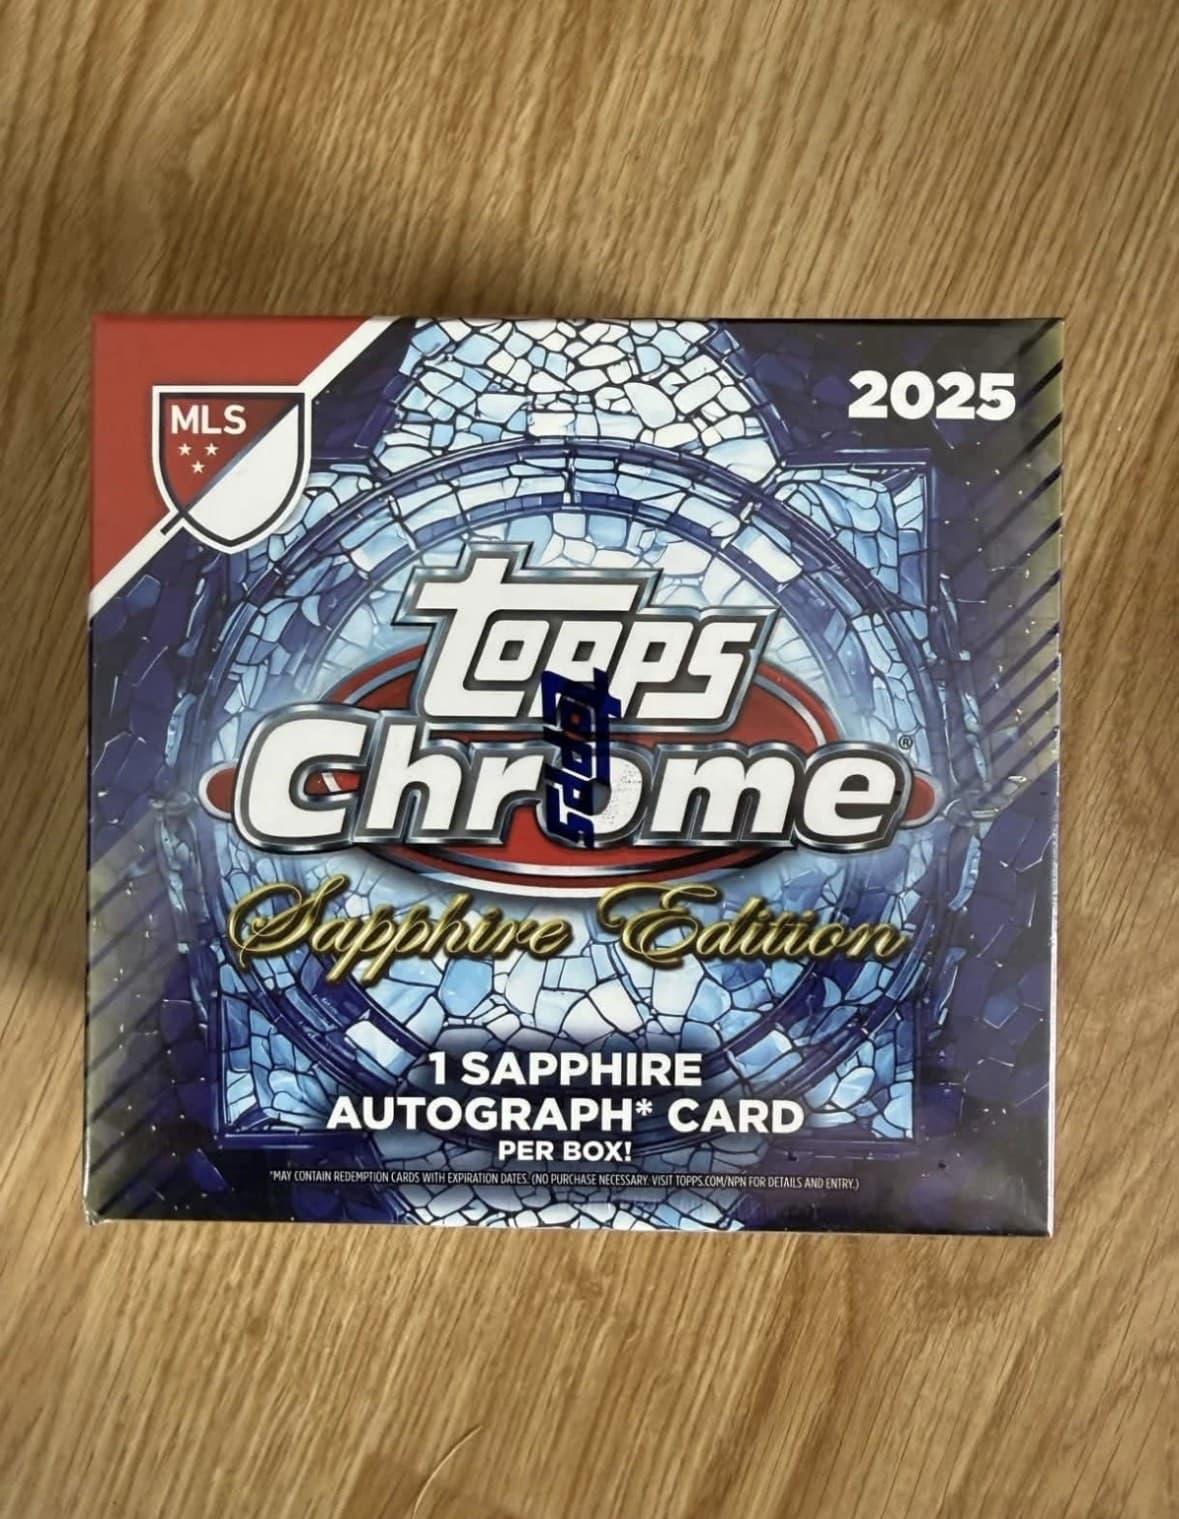 MLS
2025
topps
Chrome®
topps
Sapphire Edition
1 SAPPHIRE
AUTOGRAPH* CARD
PER BOX!
*MAY CONTAIN REDEMPTION CARDS WITH EXPIRATION DATES. (NO PURCHASE NECESSARY. VISIT TOPPS.COM/NPN FOR DETAILS AND ENTRY.)